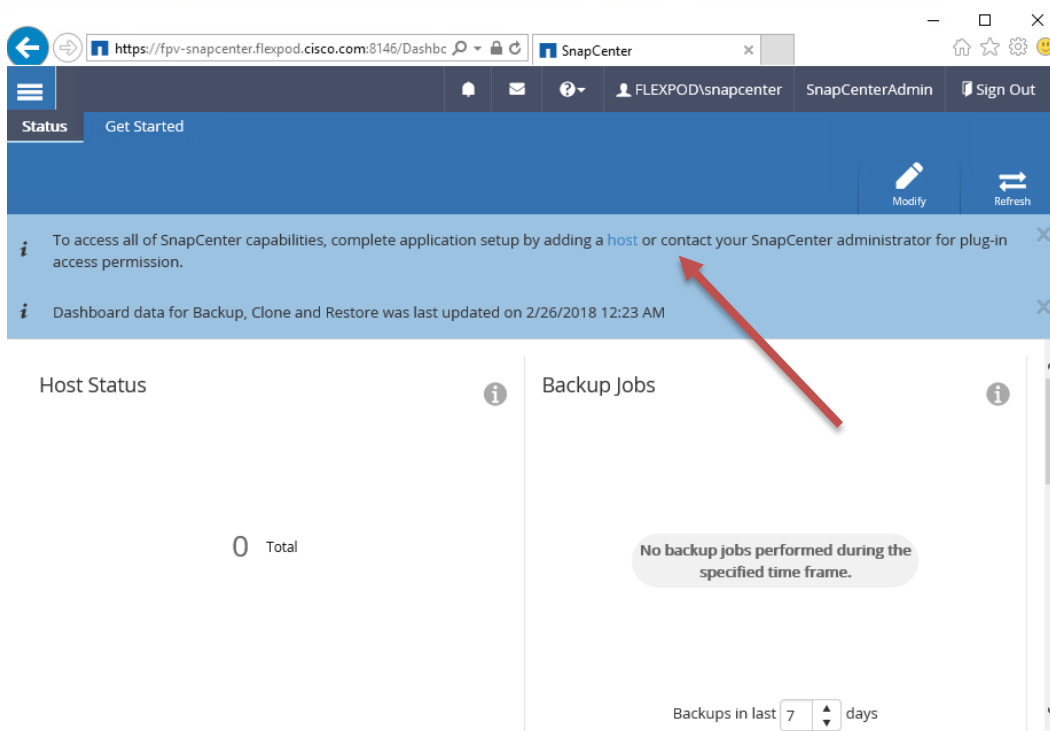 https://fpv-snapcenter.flexpod.cisco.com:8146/Dashbc
SnapCenter
FLEXPOD\snapcenter
SnapCenterAdmin
Sign Out
Status
Get Started
Modify
Refresh
To access all of SnapCenter capabilities, complete application setup by adding a host or contact your SnapCenter administrator for plug-in
access permission.
Dashboard data for Backup, Clone and Restore was last updated on 2/26/2018 12:23 AM
Host Status
Backup Jobs
0 Total
No backup jobs performed during the
specified time frame.
Backups in last 7 days